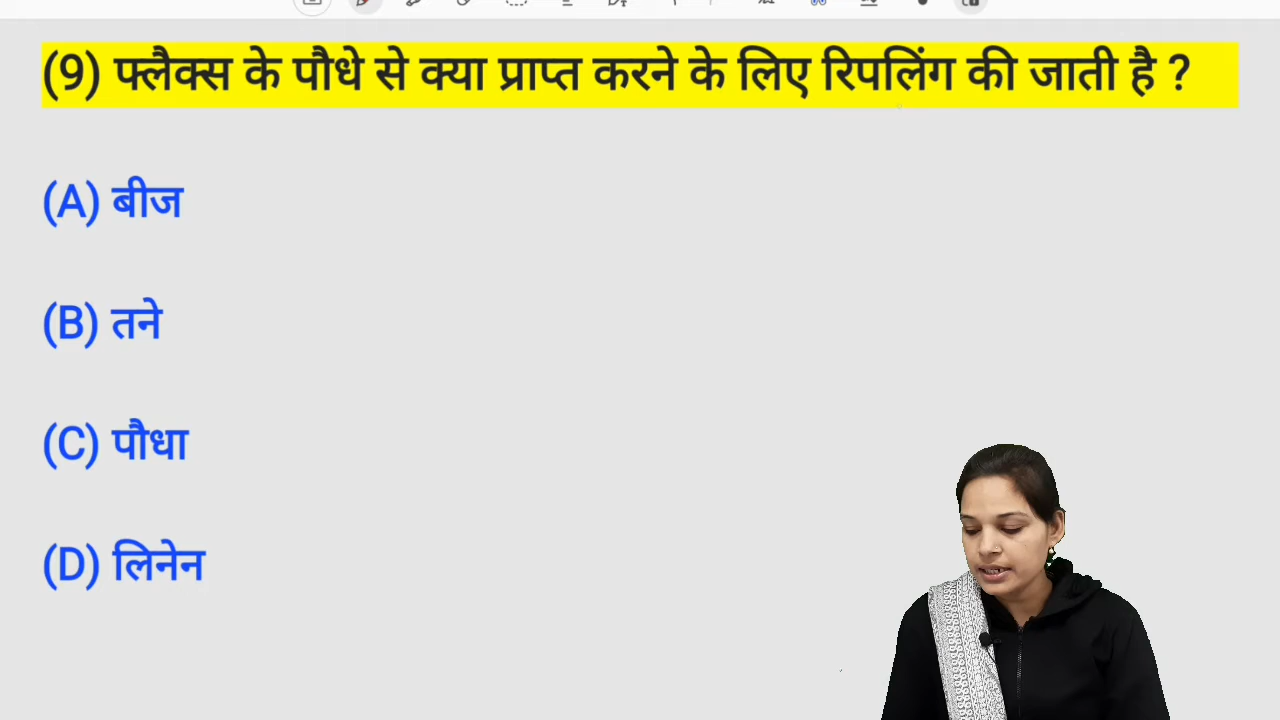 (9) फ्लैक्स के पौधे से क्या प्राप्त करने के लिए रिपलिंग की जाती है ?
(A) बीज
(B) तने
(C) पौधा
(D) लिनेन